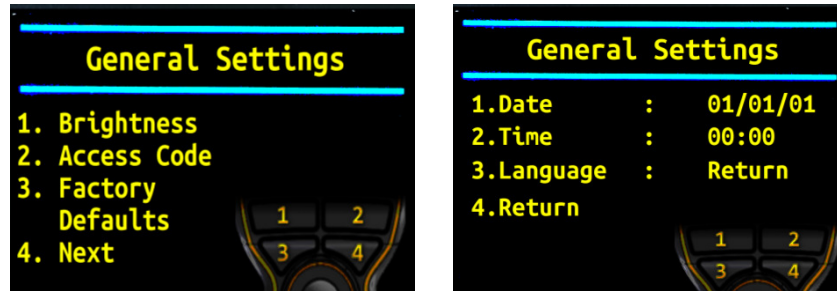 General Settings
1. Brightness
2. Access Code
3. Factory
Defaults
4. Next
1 2
3 4
General Settings
1.Date : 01/01/01
2.Time : 00:00
3.Language : Return
4.Return
1 2
3 4